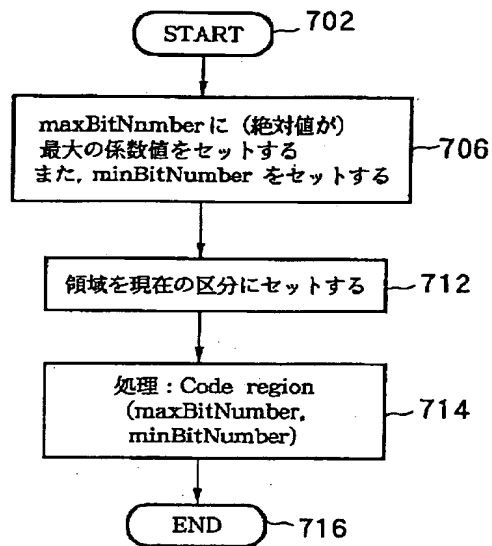 START
702
maxBitNnmberに（絶対値が）
最大の係数値をセットする
また，minBitNumber をセットする
706
領域を現在の区分にセットする
712
処理：Code region
(maxBitNumber,
minBitNumber)
714
END
716